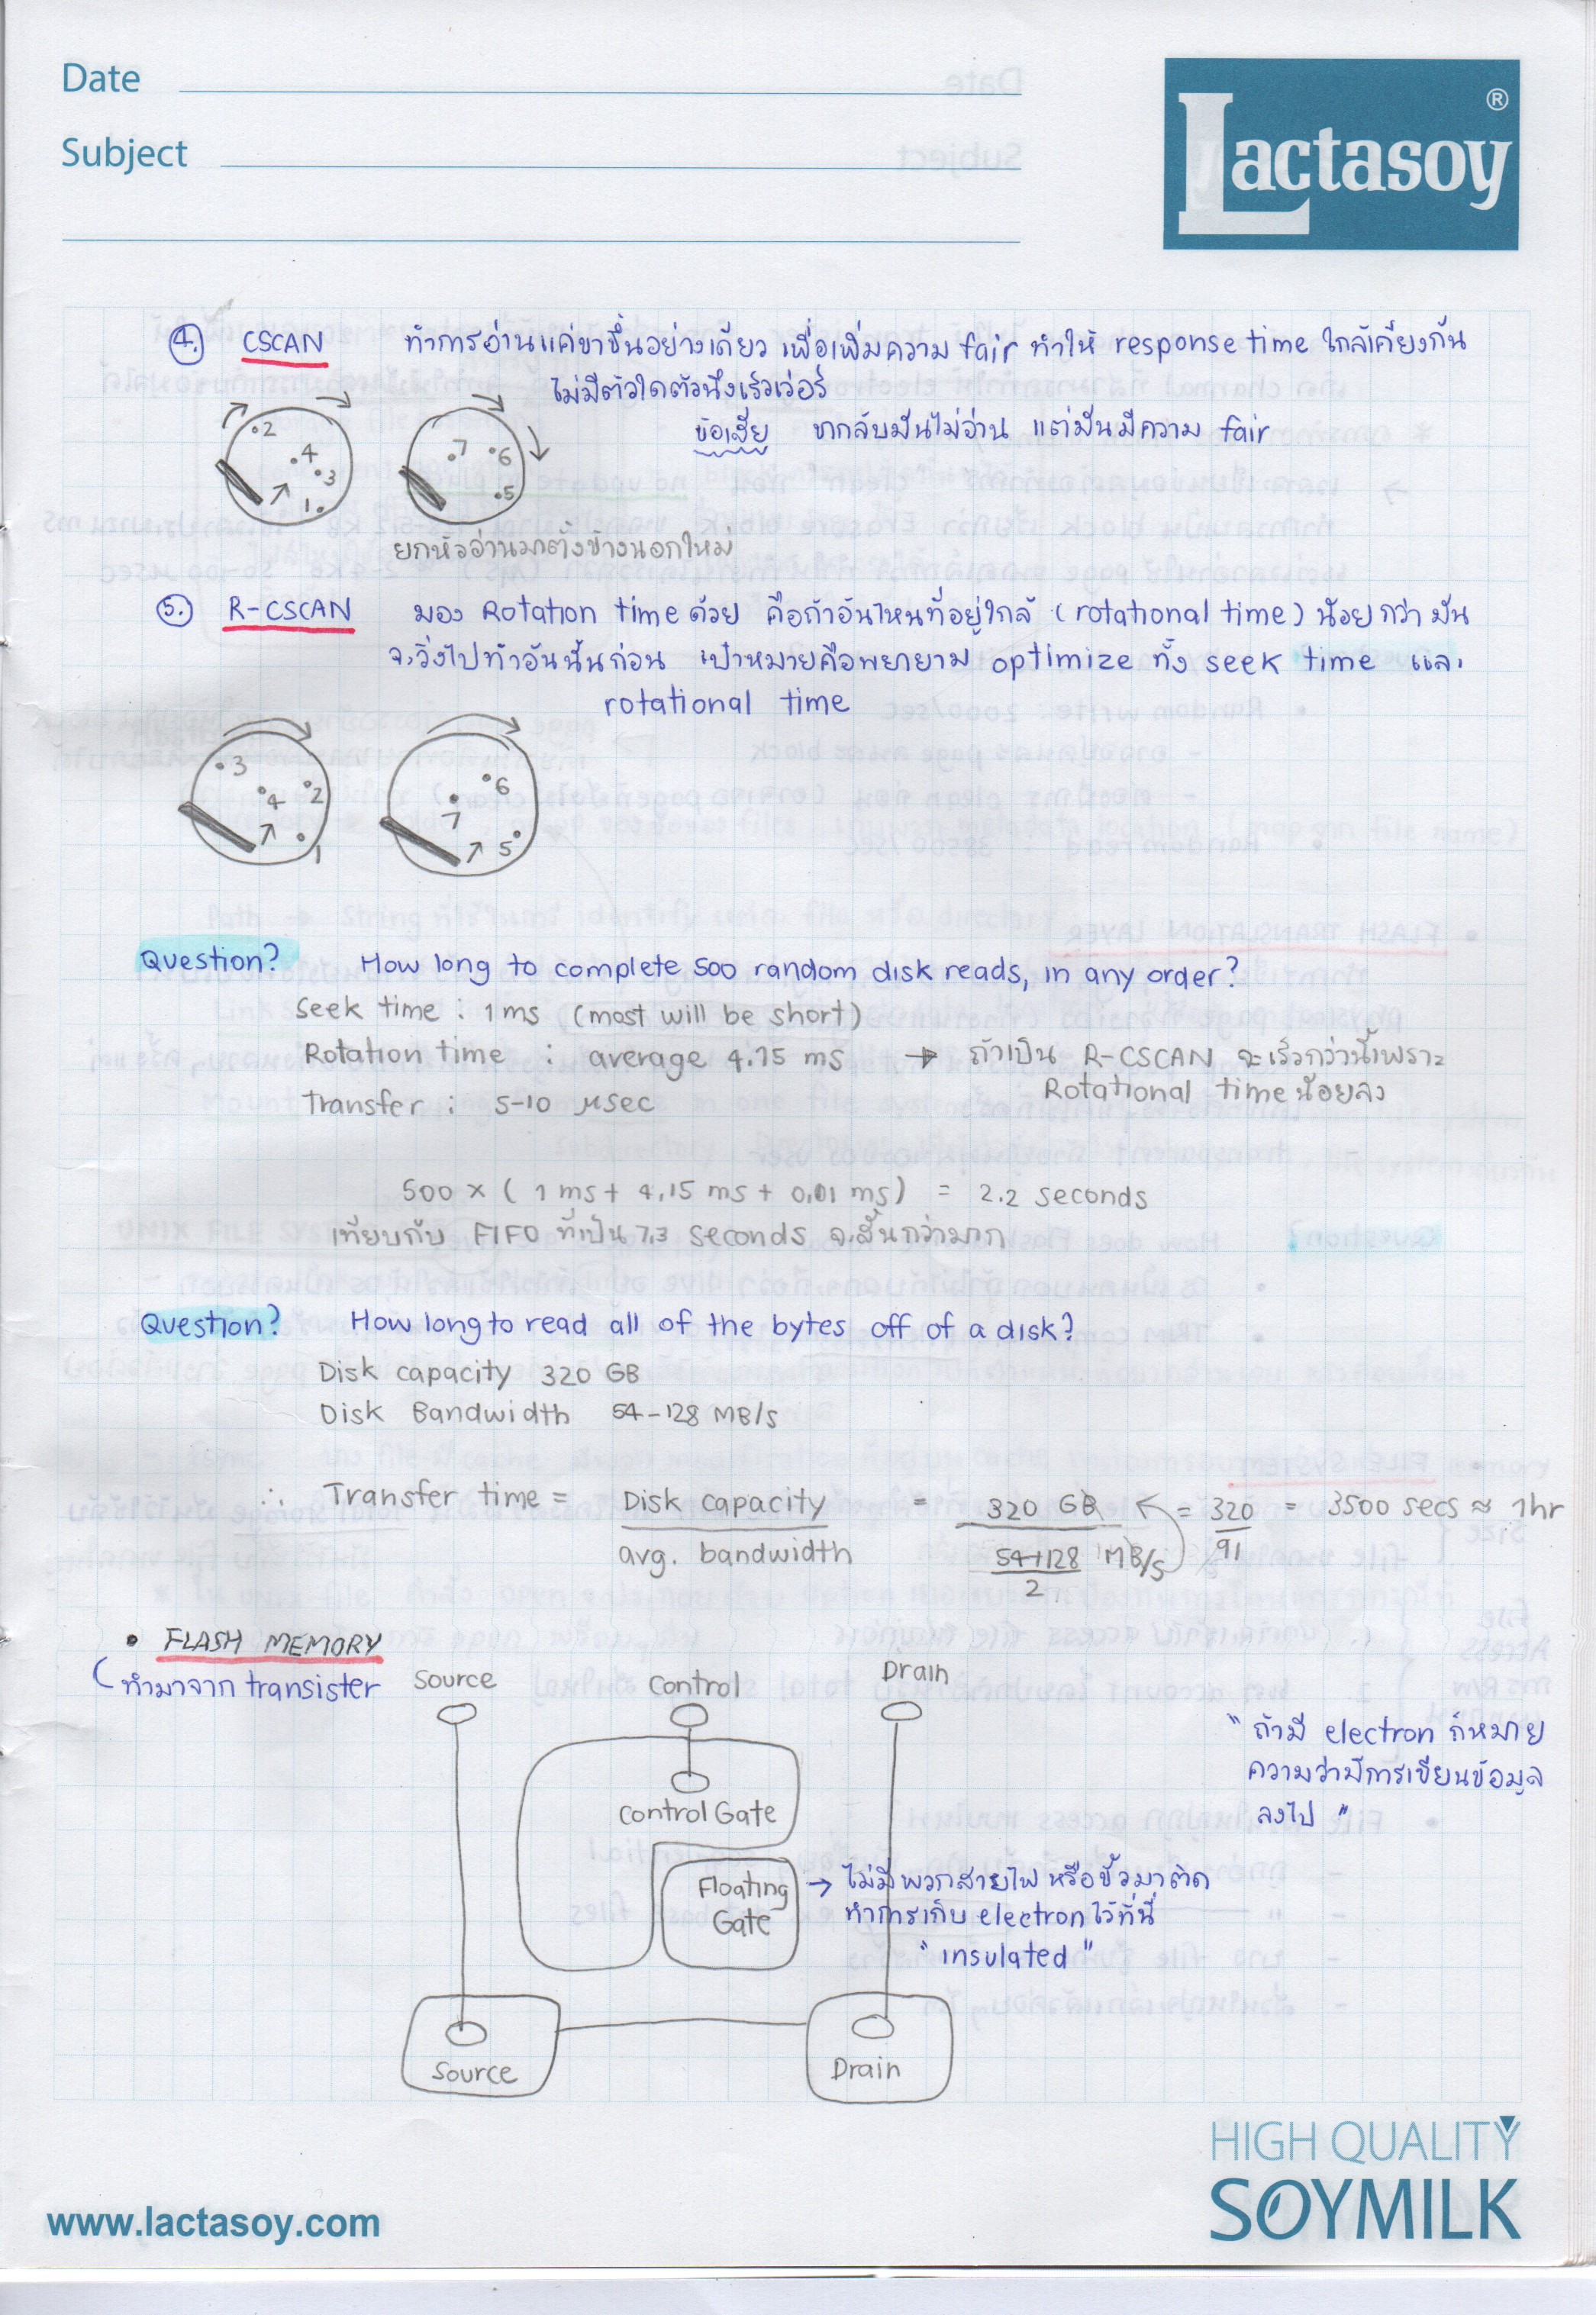 Date
Subject
Lactasoy®
4. CSCAN ทำการอ่านแค่ขาขึ้นอย่างเดียว เพื่อเพิ่มความ fair ทำให้ response time ใกล้เคียงกัน
ไม่มีตัวใดตัวนึงเร็วเว่อร์
ข้อเสีย ขากลับมันไม่อ่าน แต่มันมีความ fair
2 4 3 1
7 6 5
ยกหัวอ่านมาตั้งข้างนอกใหม่
5. R-CSCAN มอง Rotation time ด้วย คือถ้าอันไหนที่อยู่ใกล้ (rotational time) น้อยกว่า มัน
จะวิ่งไปทำอันนั้นก่อน เป้าหมายคือพยายาม optimize ทั้ง seek time และ
rotational time
3 4 2 1
6 7 5
Question? How long to complete 500 random disk reads, in any order?
Seek time : 1 ms (most will be short)
Rotation time : average 4.15 ms → ถ้าเป็น R-CSCAN จะเร็วกว่านี้เพราะ
Rotational time น้อยลง
Transfer : 5-10 μsec
500 × ( 1 ms + 4.15 ms + 0.01 ms) = 2.2 seconds
เทียบกับ FIFO ที่เป็น 7.3 seconds จะสั้นกว่ามาก
Question? How long to read all of the bytes off of a disk?
Disk capacity 320 GB
Disk Bandwidth 54-128 MB/s
∴ Transfer time = Disk capacity = 320 GB = 320 = 3500 secs ≈ 1hr
avg. bandwidth 54+128 MB/s 91
2
• FLASH MEMORY
ทำมาจาก transister
Source Control Drain
"ถ้ามี electron ก็หมาย
ความว่ามีการเขียนข้อมูล
ลงไป "
Control Gate
Floating → ไม่มีพวกสายไฟ หรือขั้วมาติด
Gate ทำการเก็บ electron ไว้ที่นี่
" insulated "
Source Drain
HIGH QUALITY
SOYMILK
www.lactasoy.com